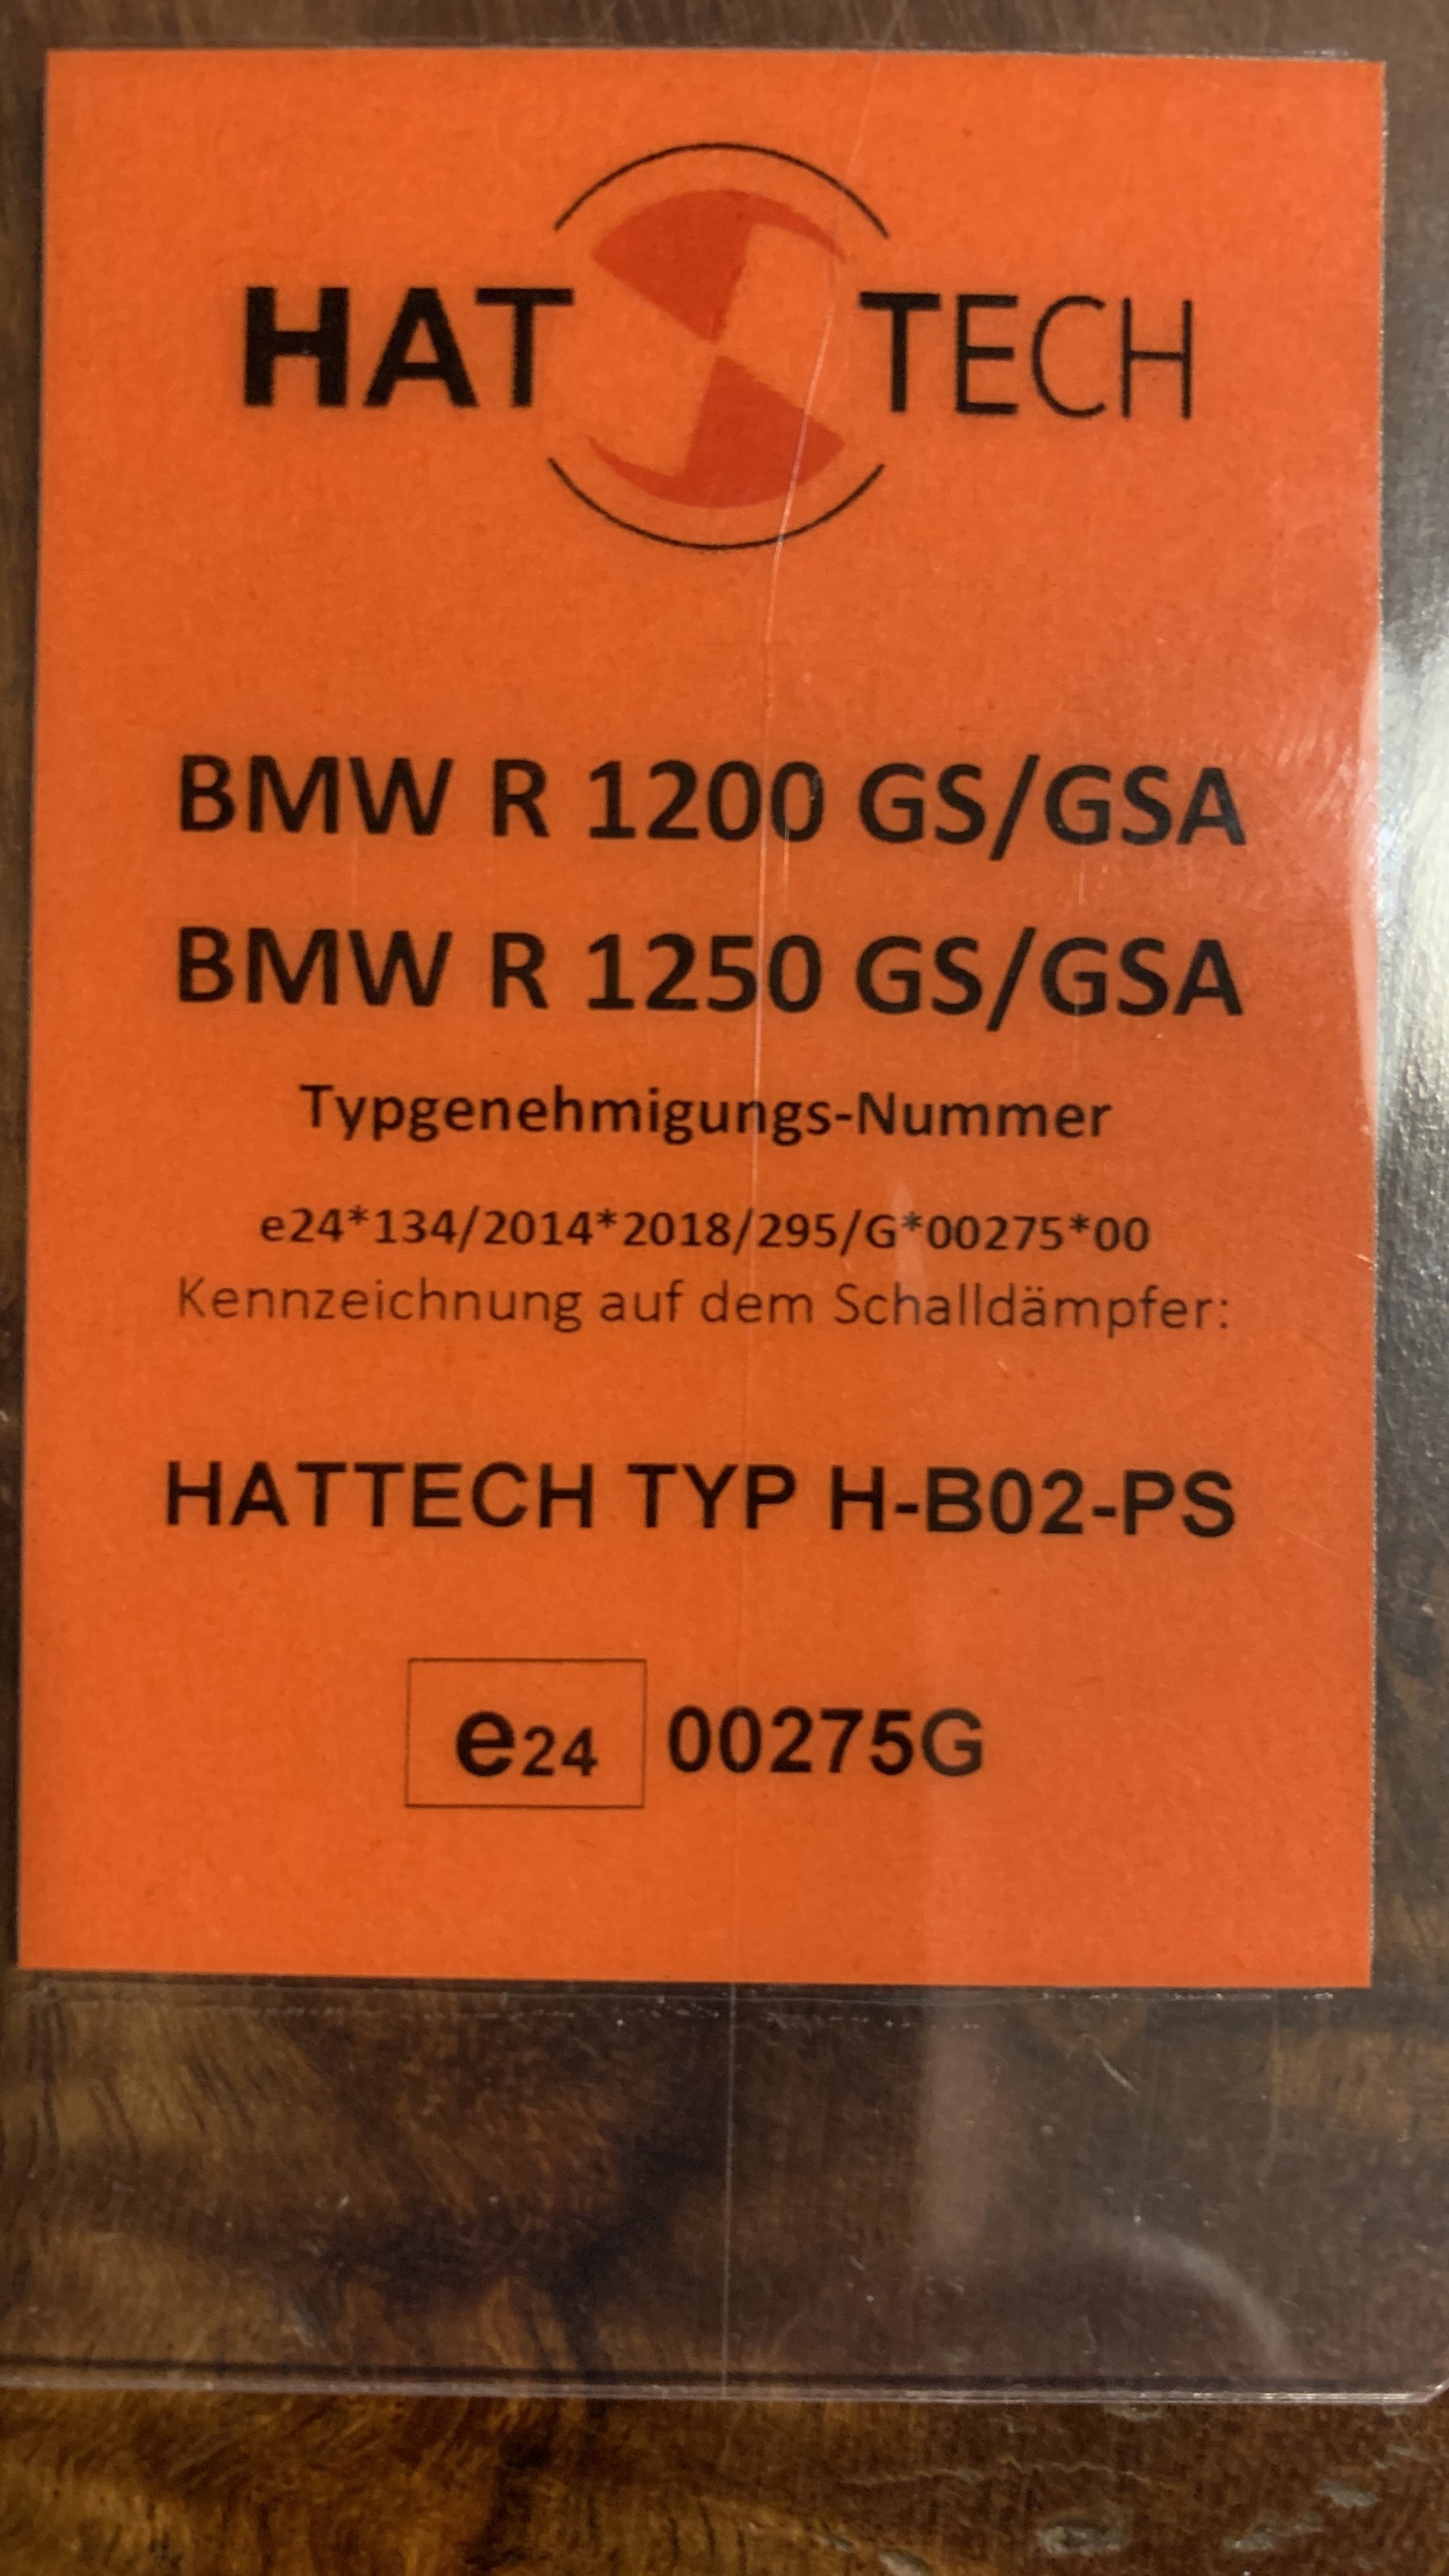 HAT TECH
BMW R 1200 GS/GSA
BMW R 1250 GS/GSA
Typgenehmigungs-Nummer
e24*134/2014*2018/295/G*00275*00
Kennzeichnung auf dem Schalldämpfer:
HATTECH TYP H-B02-PS
e24 00275G